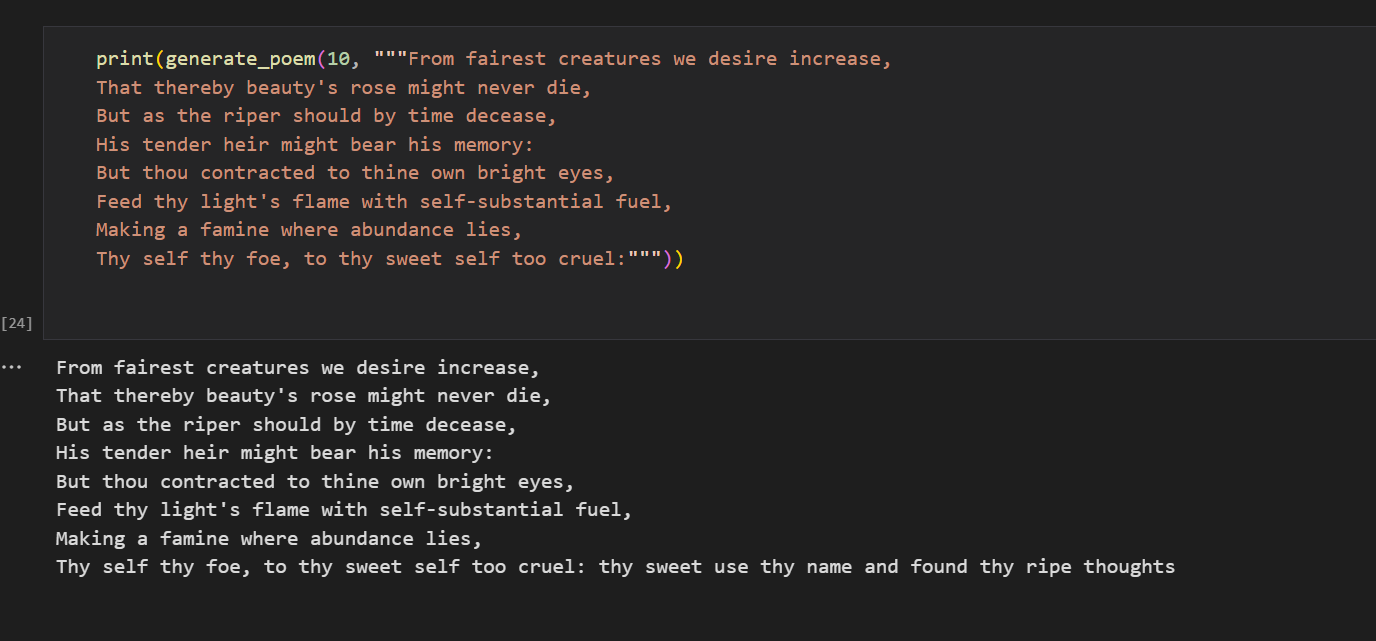 print(generate_poem(10, """From fairest creatures we desire increase,
That thereby beauty's rose might never die,
But as the riper should by time decease,
His tender heir might bear his memory:
But thou contracted to thine own bright eyes,
Feed thy light's flame with self-substantial fuel,
Making a famine where abundance lies,
Thy self thy foe, to thy sweet self too cruel:"""))
[24]
... From fairest creatures we desire increase,
That thereby beauty's rose might never die,
But as the riper should by time decease,
His tender heir might bear his memory:
But thou contracted to thine own bright eyes,
Feed thy light's flame with self-substantial fuel,
Making a famine where abundance lies,
Thy self thy foe, to thy sweet self too cruel: thy sweet use thy name and found thy ripe thoughts